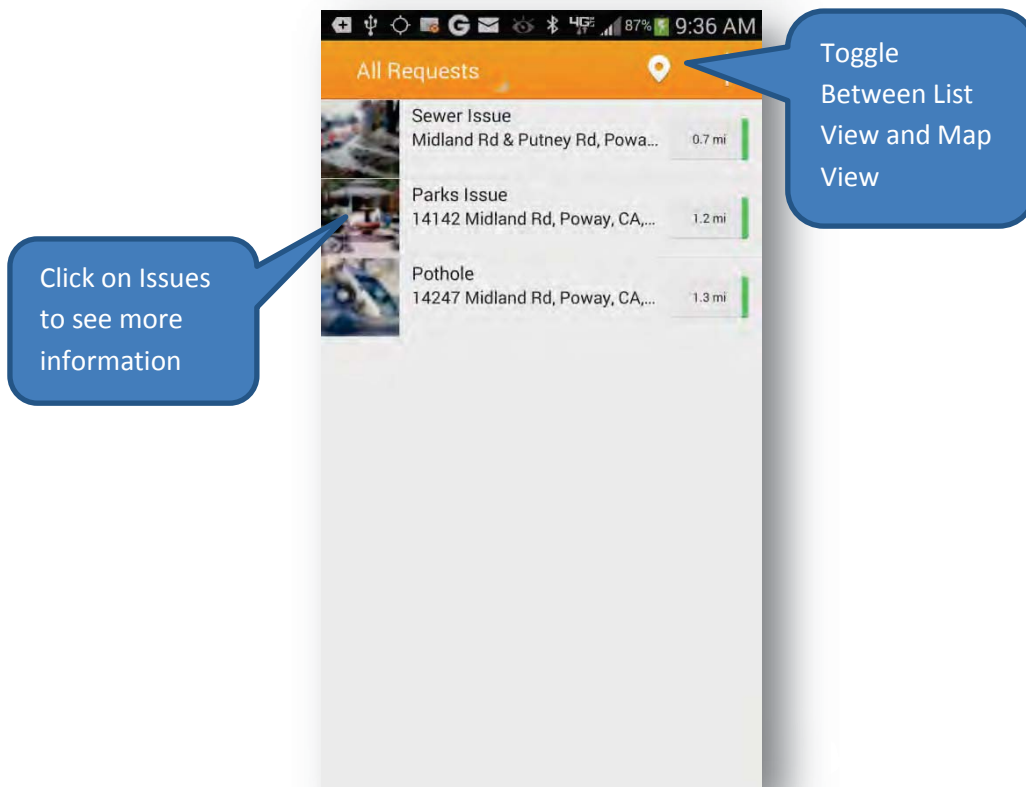 4G 87% 9:36 AM
All Requests
Toggle
Between List
View and Map
View
Sewer Issue
Midland Rd & Putney Rd, Powa...
0.7 mi
Parks Issue
14142 Midland Rd, Poway, CA,...
1.2 mi
Click on Issues
to see more
information
Pothole
14247 Midland Rd, Poway, CA,...
1.3 mi